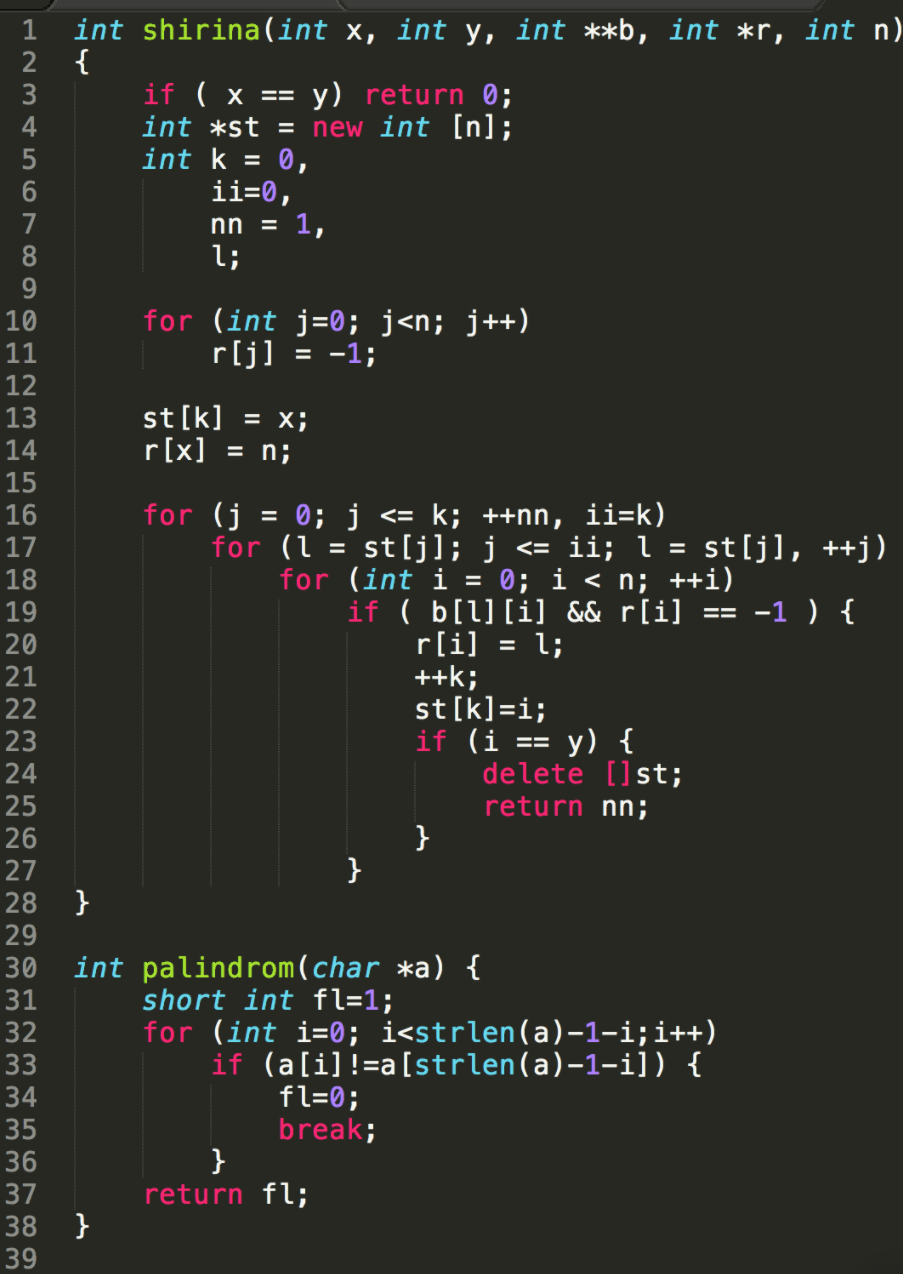 1 int shirina(int x, int y, int **b, int *r, int n)
2 {
3     if ( x == y) return 0;
4     int *st = new int [n];
5     int k = 0,
6         ii=0,
7         nn = 1,
8         l;
9
10     for (int j=0; j<n; j++)
11         r[j] = -1;
12
13     st[k] = x;
14     r[x] = n;
15
16     for (j = 0; j <= k; ++nn, ii=k)
17         for (l = st[j]; j <= ii; l = st[j], ++j)
18             for (int i = 0; i < n; ++i)
19                 if ( b[l][i] && r[i] == -1 ) {
20                     r[i] = l;
21                     ++k;
22                     st[k]=i;
23                     if (i == y) {
24                         delete []st;
25                         return nn;
26                     }
27                 }
28 }
29
30 int palindrom(char *a) {
31     short int fl=1;
32     for (int i=0; i<strlen(a)-1-i;i++)
33         if (a[i]!=a[strlen(a)-1-i]) {
34             fl=0;
35             break;
36         }
37     return fl;
38 }
39